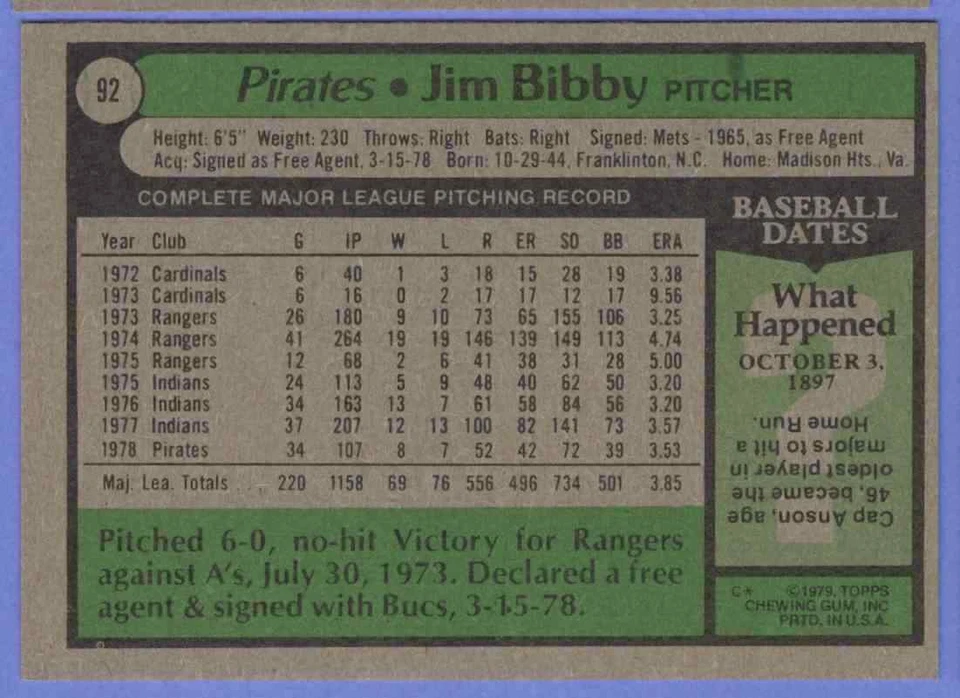 92
Pirates • Jim Bibby PITCHER
Height: 6'5" Weight: 230 Throws: Right Bats: Right Signed: Mets - 1965, as Free Agent
Acq: Signed as Free Agent, 3-15-78 Born: 10-29-44, Franklinton, N.C. Home: Madison Hts., Va.
COMPLETE MAJOR LEAGUE PITCHING RECORD
Year Club G IP W L R ER SO BB ERA
1972 Cardinals 6 40 1 3 18 15 28 19 3.38
1973 Cardinals 6 16 0 2 17 17 12 17 9.56
1973 Rangers 26 180 9 10 73 65 155 106 3.25
1974 Rangers 41 264 19 19 146 139 149 113 4.74
1975 Rangers 12 68 2 6 41 38 31 28 5.00
1975 Indians 24 113 5 9 48 40 62 50 3.20
1976 Indians 34 163 13 7 61 58 84 56 3.20
1977 Indians 37 207 12 13 100 82 141 73 3.57
1978 Pirates 34 107 8 7 52 42 72 39 3.53
Maj. Lea. Totals 220 1158 69 76 556 496 734 501 3.85
Pitched 6-0, no-hit Victory for Rangers
against A's, July 30, 1973. Declared a free
agent & signed with Bucs, 3-15-78.
BASEBALL
DATES
What
Happened
OCTOBER 3,
1897
?
Cap Anson, age
46, became the
oldest player in
majors to hit a
Home Run.
C* ©1979, TOPPS
CHEWING GUM, INC
PRTD. IN U.S.A.